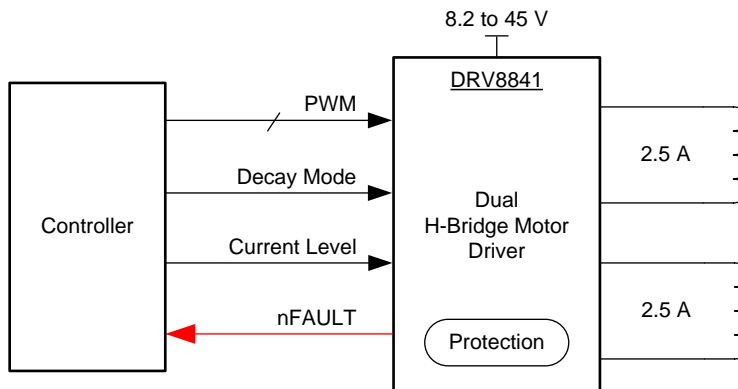 8.2 to 45 V
DRV8841
PWM
Decay Mode
Controller
Current Level
nFAULT
Dual
H-Bridge Motor
Driver
Protection
2.5 A
2.5 A